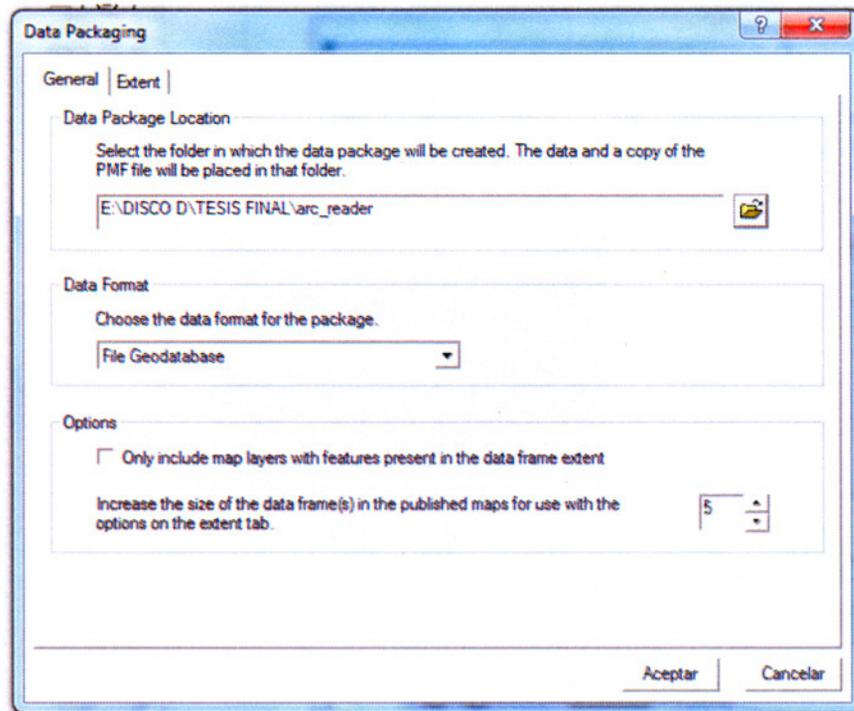 Data Packaging
General Extent
Data Package Location
Select the folder in which the data package will be created. The data and a copy of the
PMF file will be placed in that folder.
E:\DISCO D\TESIS FINAL\arc_reader
Data Format
Choose the data format for the package.
File Geodatabase
Options
Only include map layers with features present in the data frame extent
Increase the size of the data frame(s) in the published maps for use with the
options on the extent tab.
5
Aceptar Cancelar